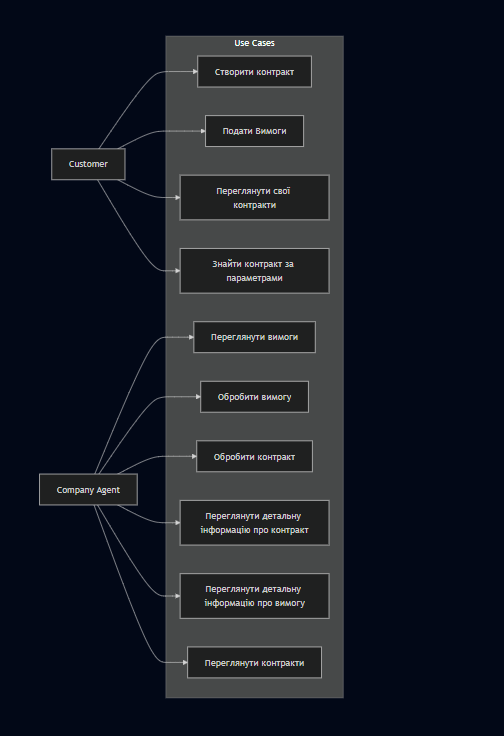 Use Cases
Створити контракт
Подати Вимоги
Customer
Переглянути свої
контракти
Знайти контракт за
параметрами
Переглянути вимоги
Обробити вимогу
Обробити контракт
Company Agent
Переглянути детальну
інформацію про контракт
Переглянути детальну
інформацію про вимогу
Переглянути контракти